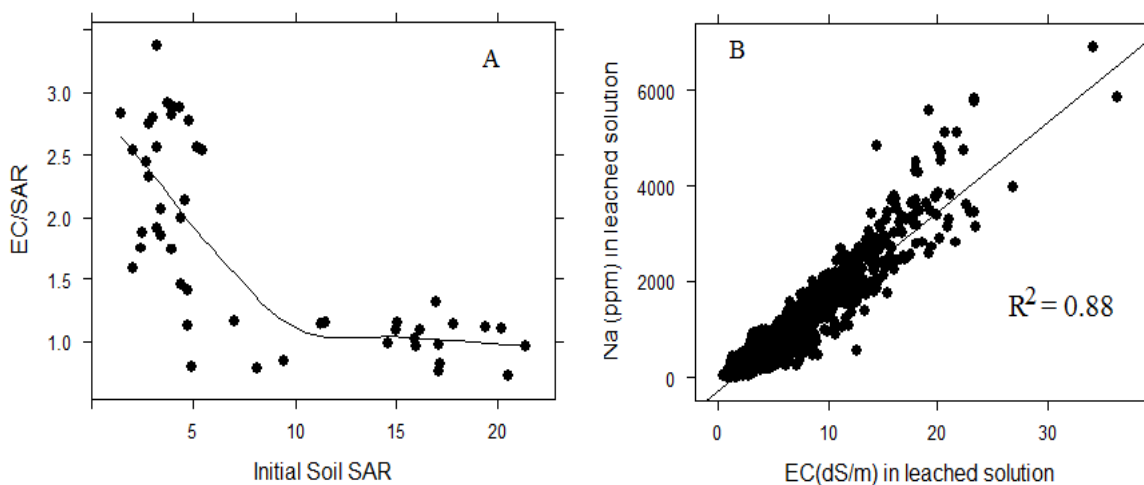 A
EC/SAR
3.0
2.5
2.0
1.5
1.0
5
10
15
20
Initial Soil SAR
B
Na (ppm) in leached solution
6000
4000
2000
0
R² = 0.88
0
10
20
30
EC(dS/m) in leached solution